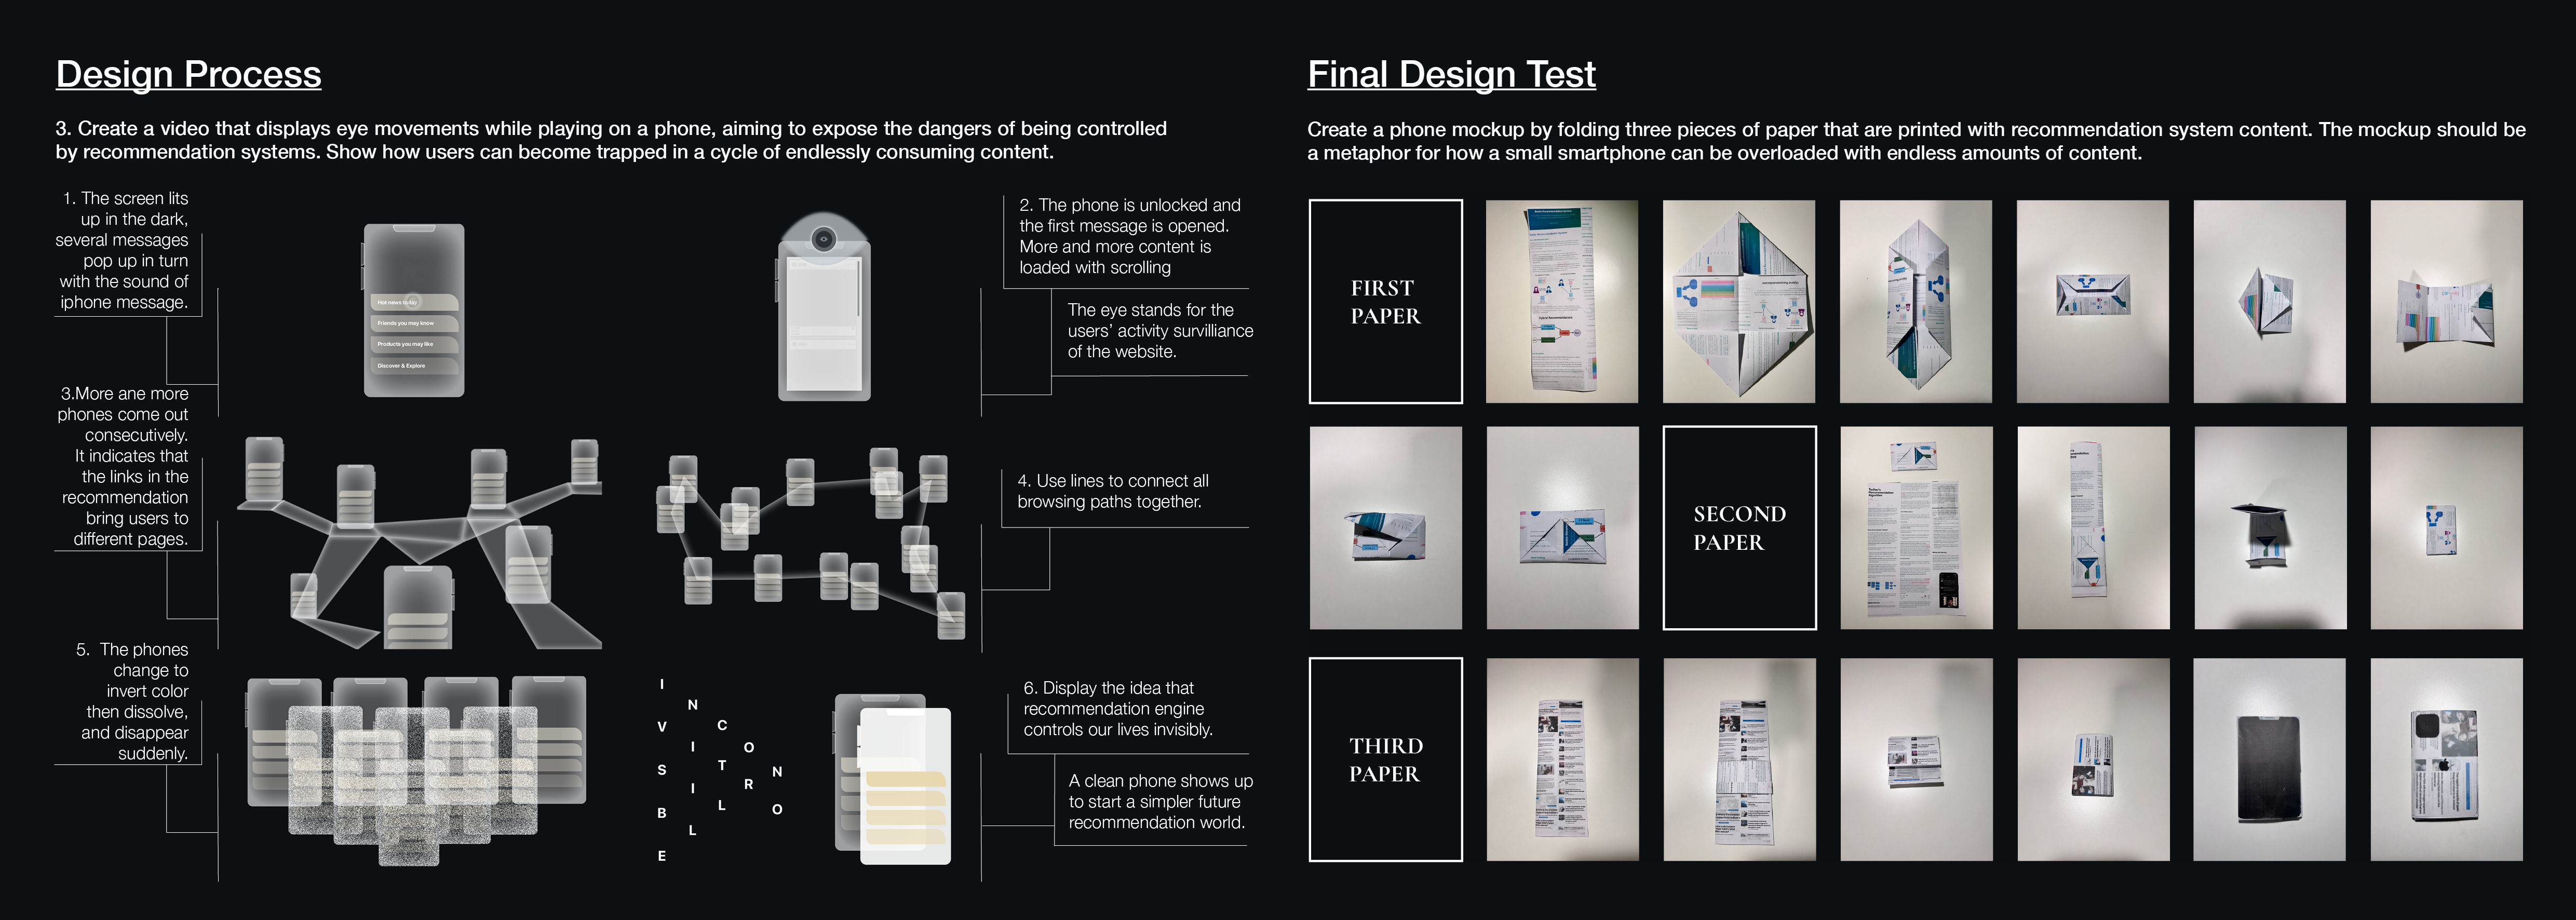 Design Process
3. Create a video that displays eye movements while playing on a phone, aiming to expose the dangers of being controlled
by recommendation systems. Show how users can become trapped in a cycle of endlessly consuming content.
1. The screen lits
up in the dark,
several messages
pop up in turn
with the sound of
iphone message.
Hot news today
Friends you may know
Products you may like
Discover & Explore
2. The phone is unlocked and
the first message is opened.
More and more content is
loaded with scrolling
The eye stands for the
users' activity survilliance
of the website.
3.More ane more
phones come out
consecutively.
It indicates that
the links in the
recommendation
bring users to
different pages.
4. Use lines to connect all
browsing paths together.
5. The phones
change to
invert color
then dissolve,
and disappear
suddenly.
I
N
V
C
I
O
S
T
N
I
R
B
L
O
L
E
6. Display the idea that
recommendation engine
controls our lives invisibly.
A clean phone shows up
to start a simpler future
recommendation world.
Final Design Test
Create a phone mockup by folding three pieces of paper that are printed with recommendation system content. The mockup should be
a metaphor for how a small smartphone can be overloaded with endless amounts of content.
FIRST
PAPER
SECOND
PAPER
THIRD
PAPER